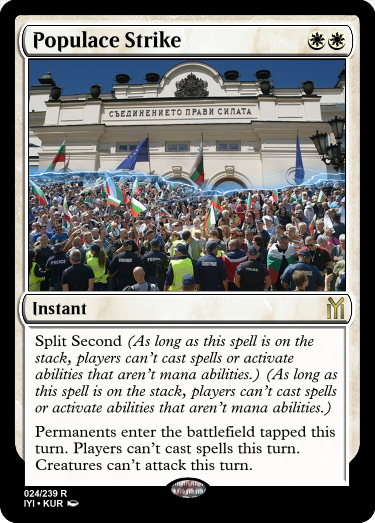 Populace Strike
СЪЕДИНЕНИЕТО ПРАВИ СИЛАТА
POLICE
POLICE
Instant
Split Second (As long as this spell is on the
stack, players can't cast spells or activate
abilities that aren't mana abilities.) (As long as
this spell is on the stack, players can't cast spells
or activate abilities that aren't mana abilities.)
Permanents enter the battlefield tapped this
turn. Players can't cast spells this turn.
Creatures can't attack this turn.
024/239 R
IYI • KUR